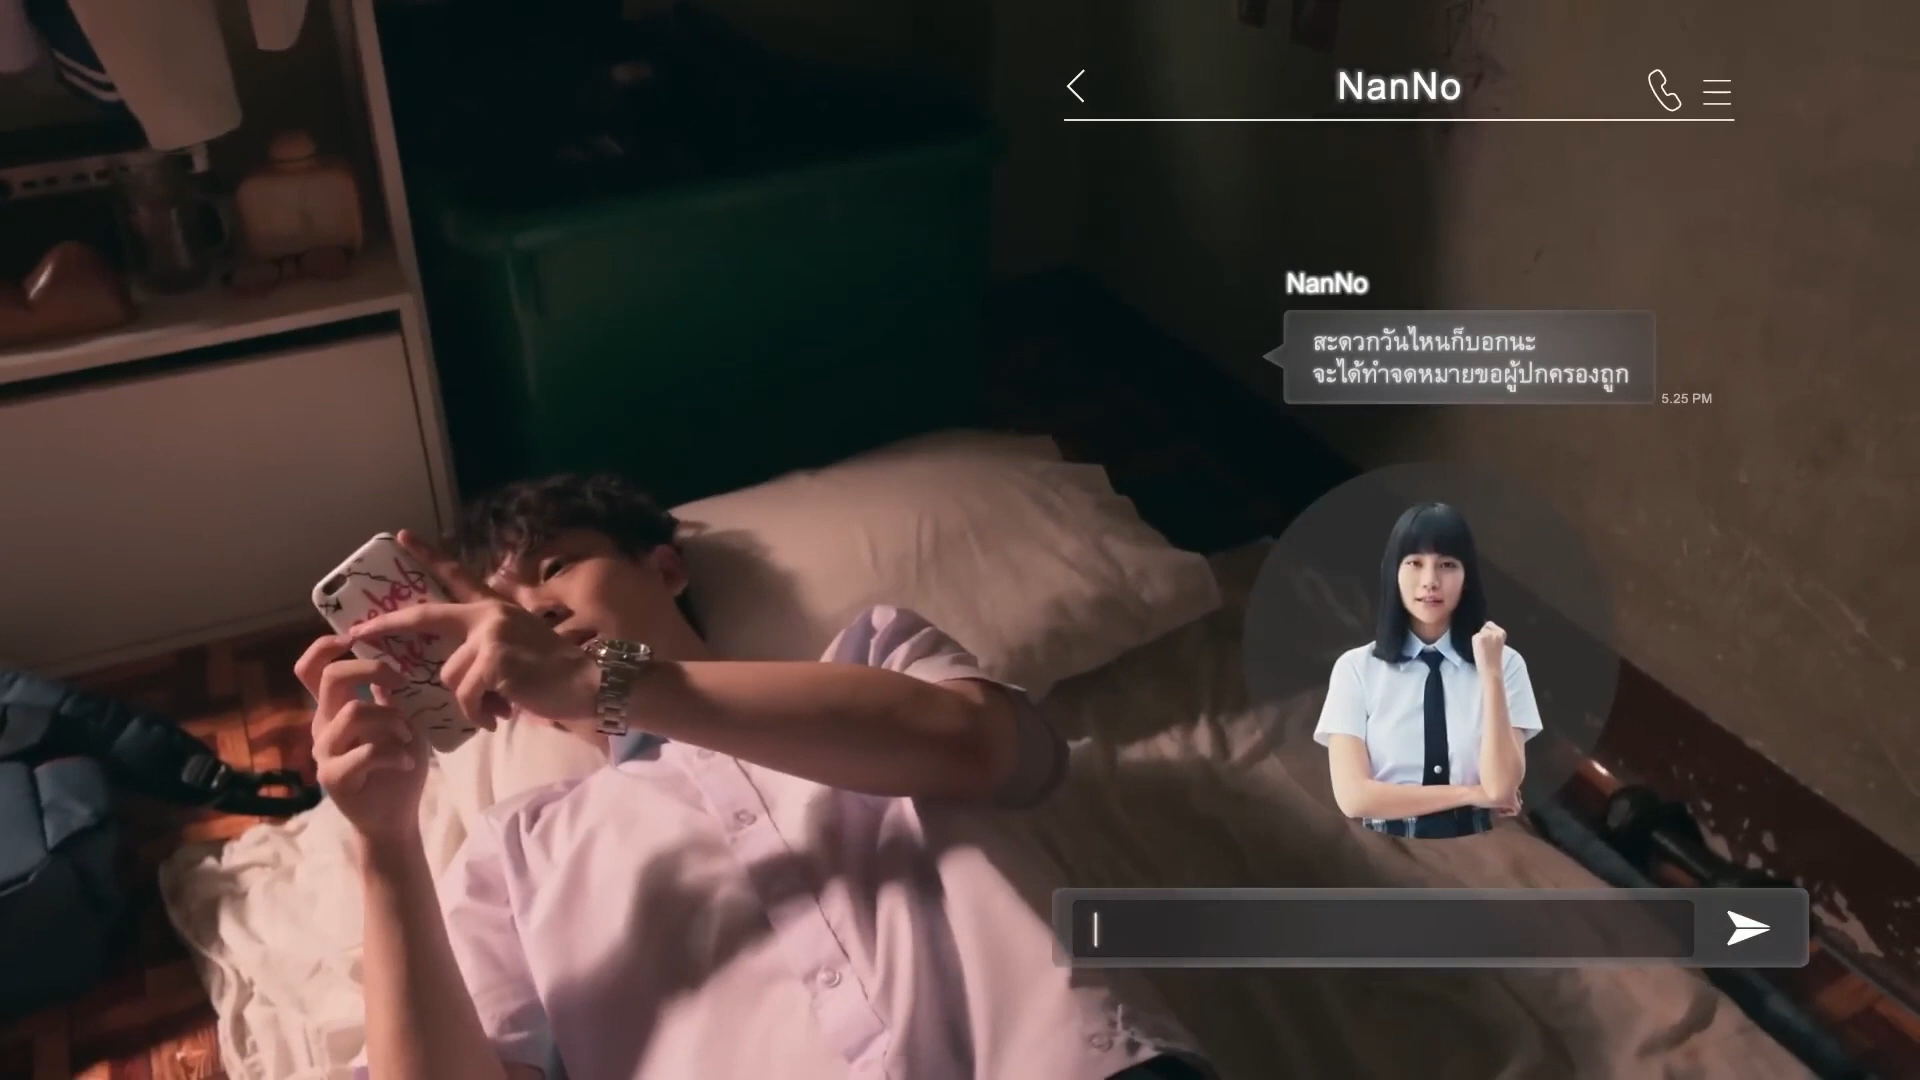 NanNo
NanNo
สะดวกวันไหนก็บอกนะ
จะได้ทำจดหมายขอผู้ปกครองถูก
5.25 PM